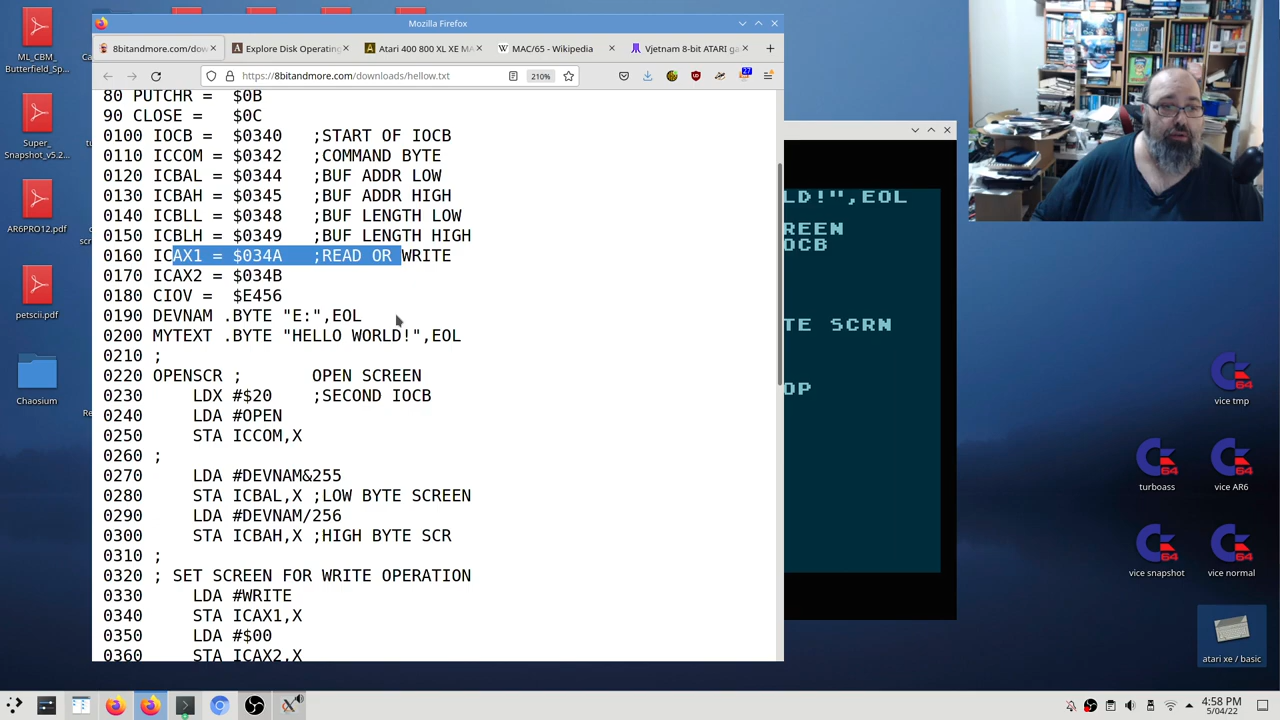 ML_CBM_
Butterfield_Sp...
Super_
Snapshot_v5.2...
AR6PRO12.pdf
petscii.pdf
Chaosium
Mozilla Firefox
8bitandmore.com/dow
Explore Disk Operating
Atari 400 800 XL XE MA
MAC/65 - Wikipedia
Vjetnam 8-bit ATARI ga
https://8bitandmore.com/downloads/hellow.txt
210%
27
80 PUTCHR = $0B
90 CLOSE = $0C
0100 IOCB = $0340 ;START OF IOCB
0110 ICCOM = $0342 ;COMMAND BYTE
0120 ICBAL = $0344 ;BUF ADDR LOW
0130 ICBAH = $0345 ;BUF ADDR HIGH
0140 ICBLL = $0348 ;BUF LENGTH LOW
0150 ICBLH = $0349 ;BUF LENGTH HIGH
0160 ICAX1 = $034A ;READ OR WRITE
0170 ICAX2 = $034B
0180 CIOV = $E456
0190 DEVNAM .BYTE "E:",EOL
0200 MYTEXT .BYTE "HELLO WORLD!",EOL
0210 ;
0220 OPENSCR ; OPEN SCREEN
0230 LDX #$20 ;SECOND IOCB
0240 LDA #OPEN
0250 STA ICCOM,X
0260 ;
0270 LDA #DEVNAM&255
0280 STA ICBAL,X ;LOW BYTE SCREEN
0290 LDA #DEVNAM/256
0300 STA ICBAH,X ;HIGH BYTE SCR
0310 ;
0320 ; SET SCREEN FOR WRITE OPERATION
0330 LDA #WRITE
0340 STA ICAX1,X
0350 LDA #$00
0360 STA ICAX2,X
LD!",EOL
REEN
OCB
TE SCRN
OP
64
vice tmp
64
turboass
64
vice AR6
64
vice snapshot
64
vice normal
atari xe / basic
4:58 PM
5/04/22